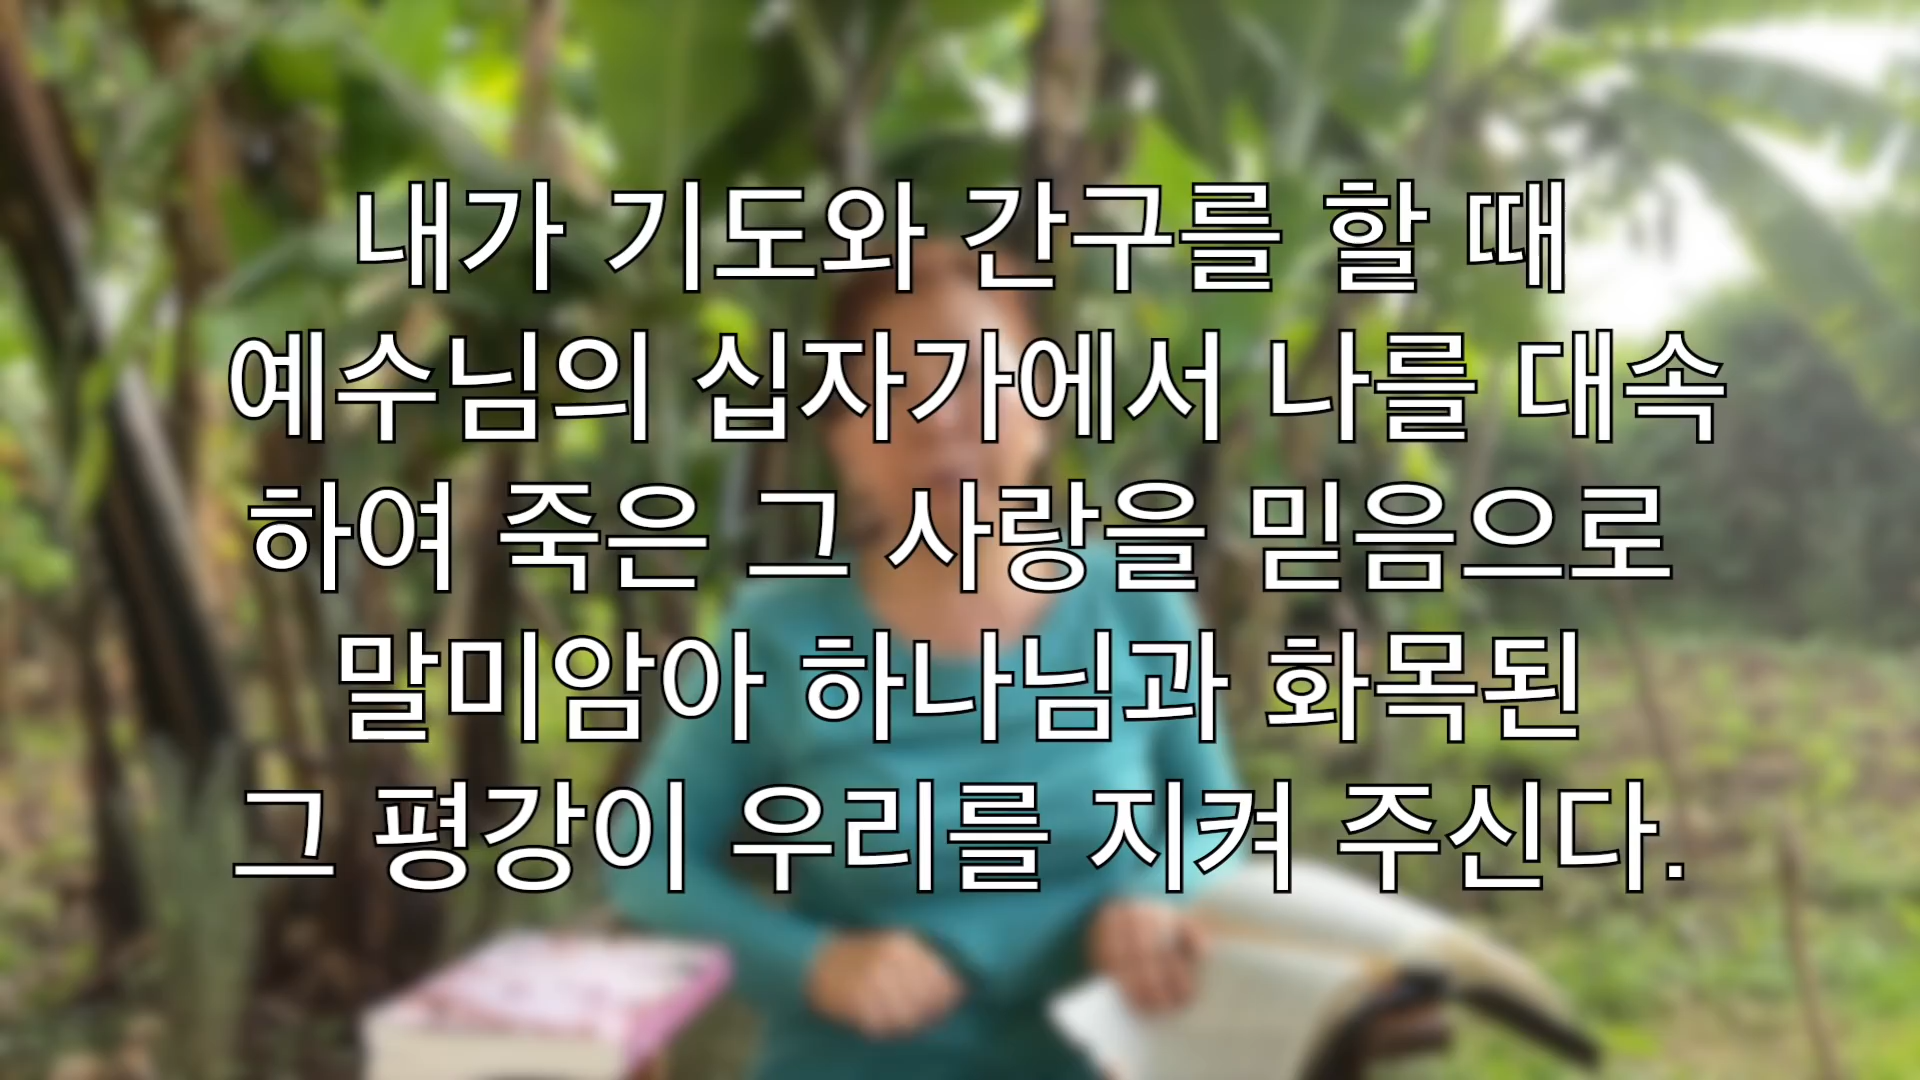 내가 기도와 간구를 할 때
예수님의 십자가에서 나를 대속
하여 죽은 그 사랑을 믿음으로
말미암아 하나님과 화목된
그 평강이 우리를 지켜 주신다.